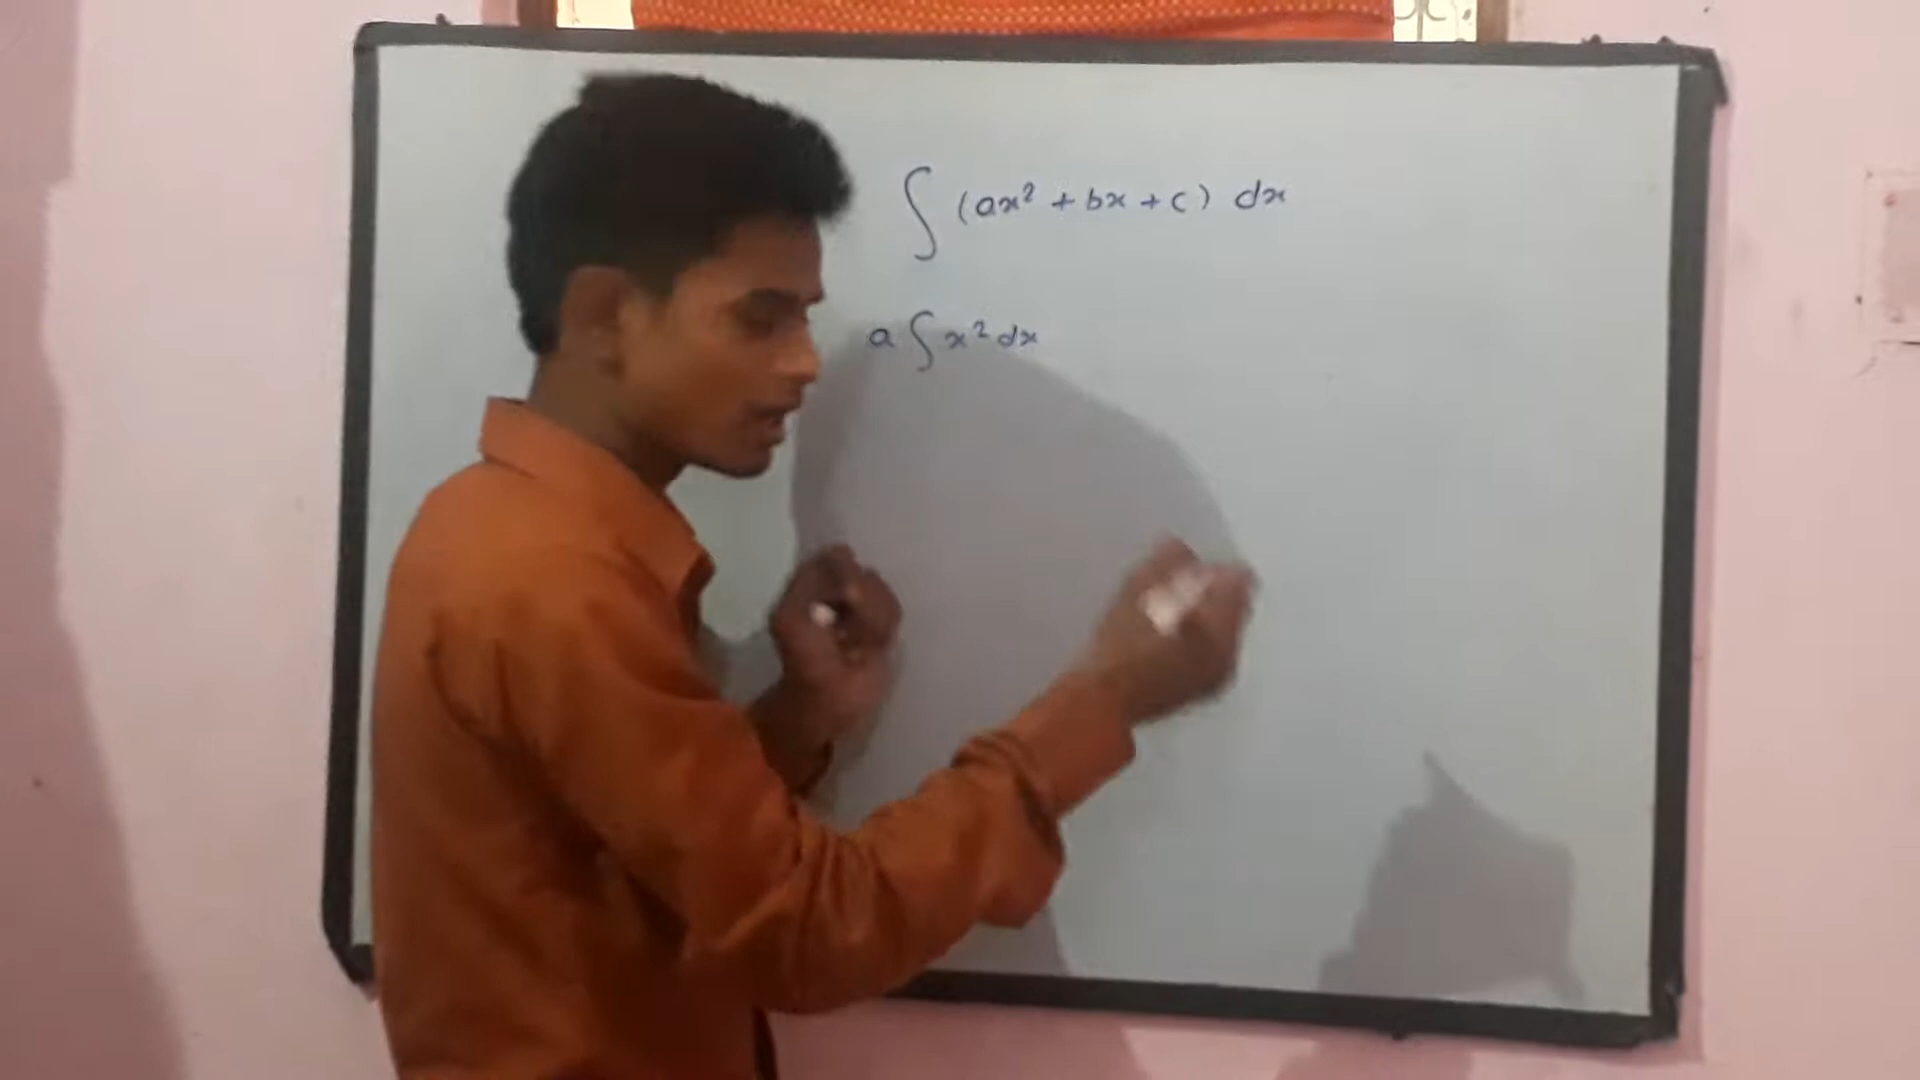 ∫ (ax² + bx + c) dx
a ∫ x² dx